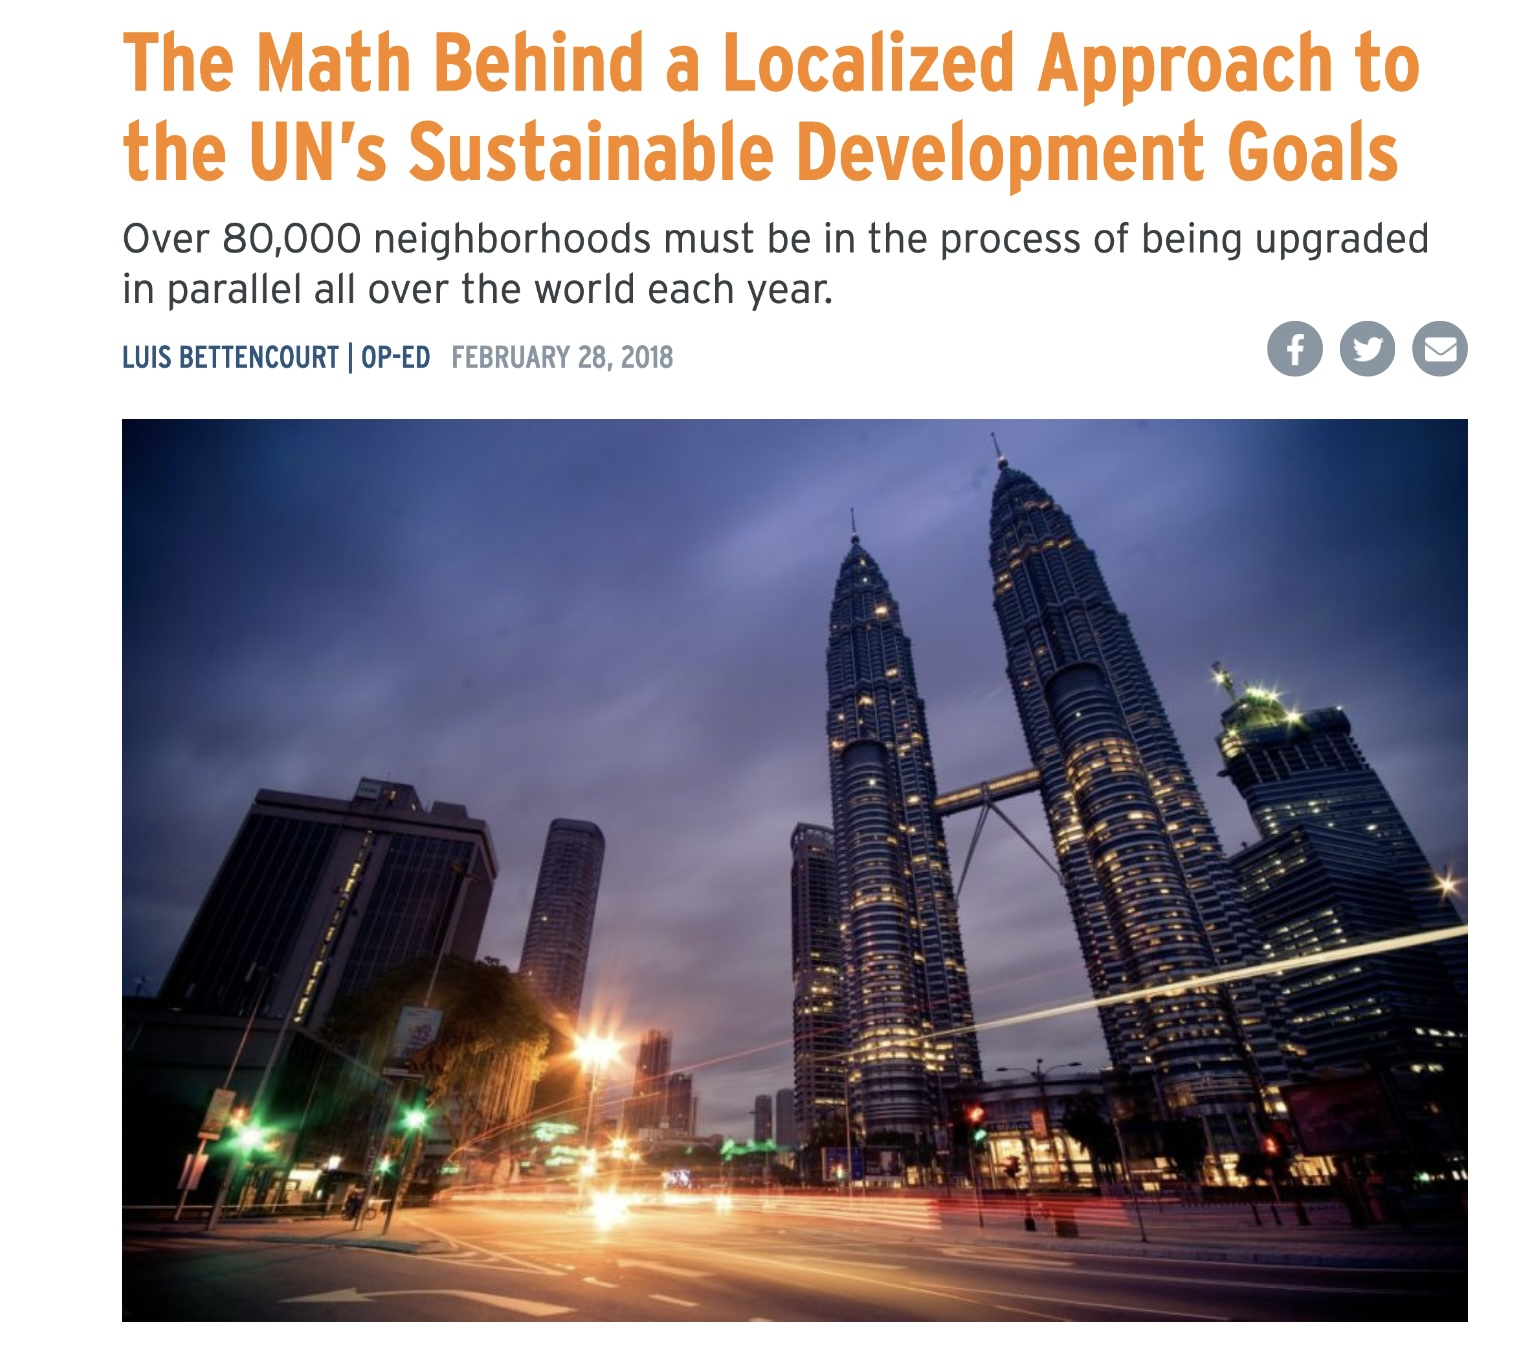 The Math Behind a Localized Approach to
the UN’s Sustainable Development Goals
Over 80,000 neighborhoods must be in the process of being upgraded
in parallel all over the world each year.
LUIS BETTENCOURT | OP-ED FEBRUARY 28, 2018